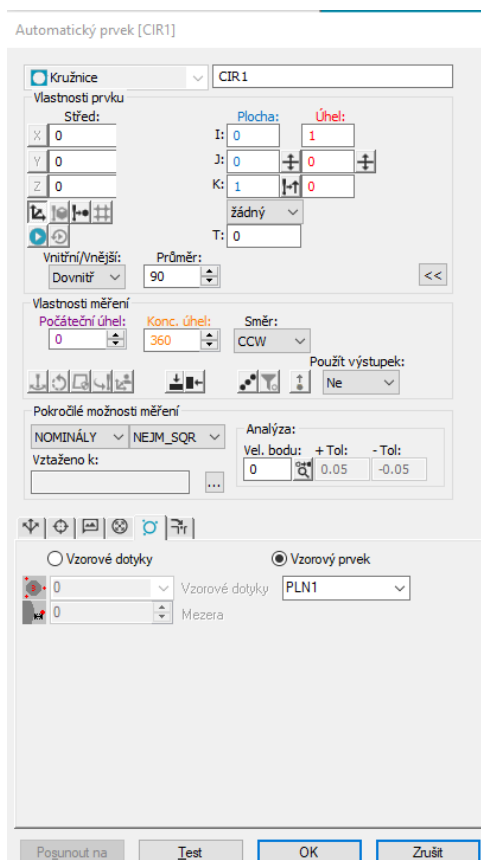 Automatický prvek [CIR1]
Kružnice CIR1
Vlastnosti prvku
Střed: Plocha: Úhel:
X 0 I: 0 1
Y 0 J: 0 0
Z 0 K: 1 0
žádný
T: 0
Vnitřní/Vnější: Průměr:
Dovnitř 90 <<
Vlastnosti měření
Počáteční úhel: Konc. úhel: Směr:
0 360 CCW
Použít výstupek:
Ne
Pokročilé možnosti měření
NOMINÁLY NEJM_SQR Analýza:
Vel. bodu: + Tol: - Tol:
Vztaženo k: 0 0.05 -0.05
...
Vzorové dotyky Vzorový prvek
0 Vzorové dotyky PLN1
0 Mezera
Posunout na Test OK Zrušit